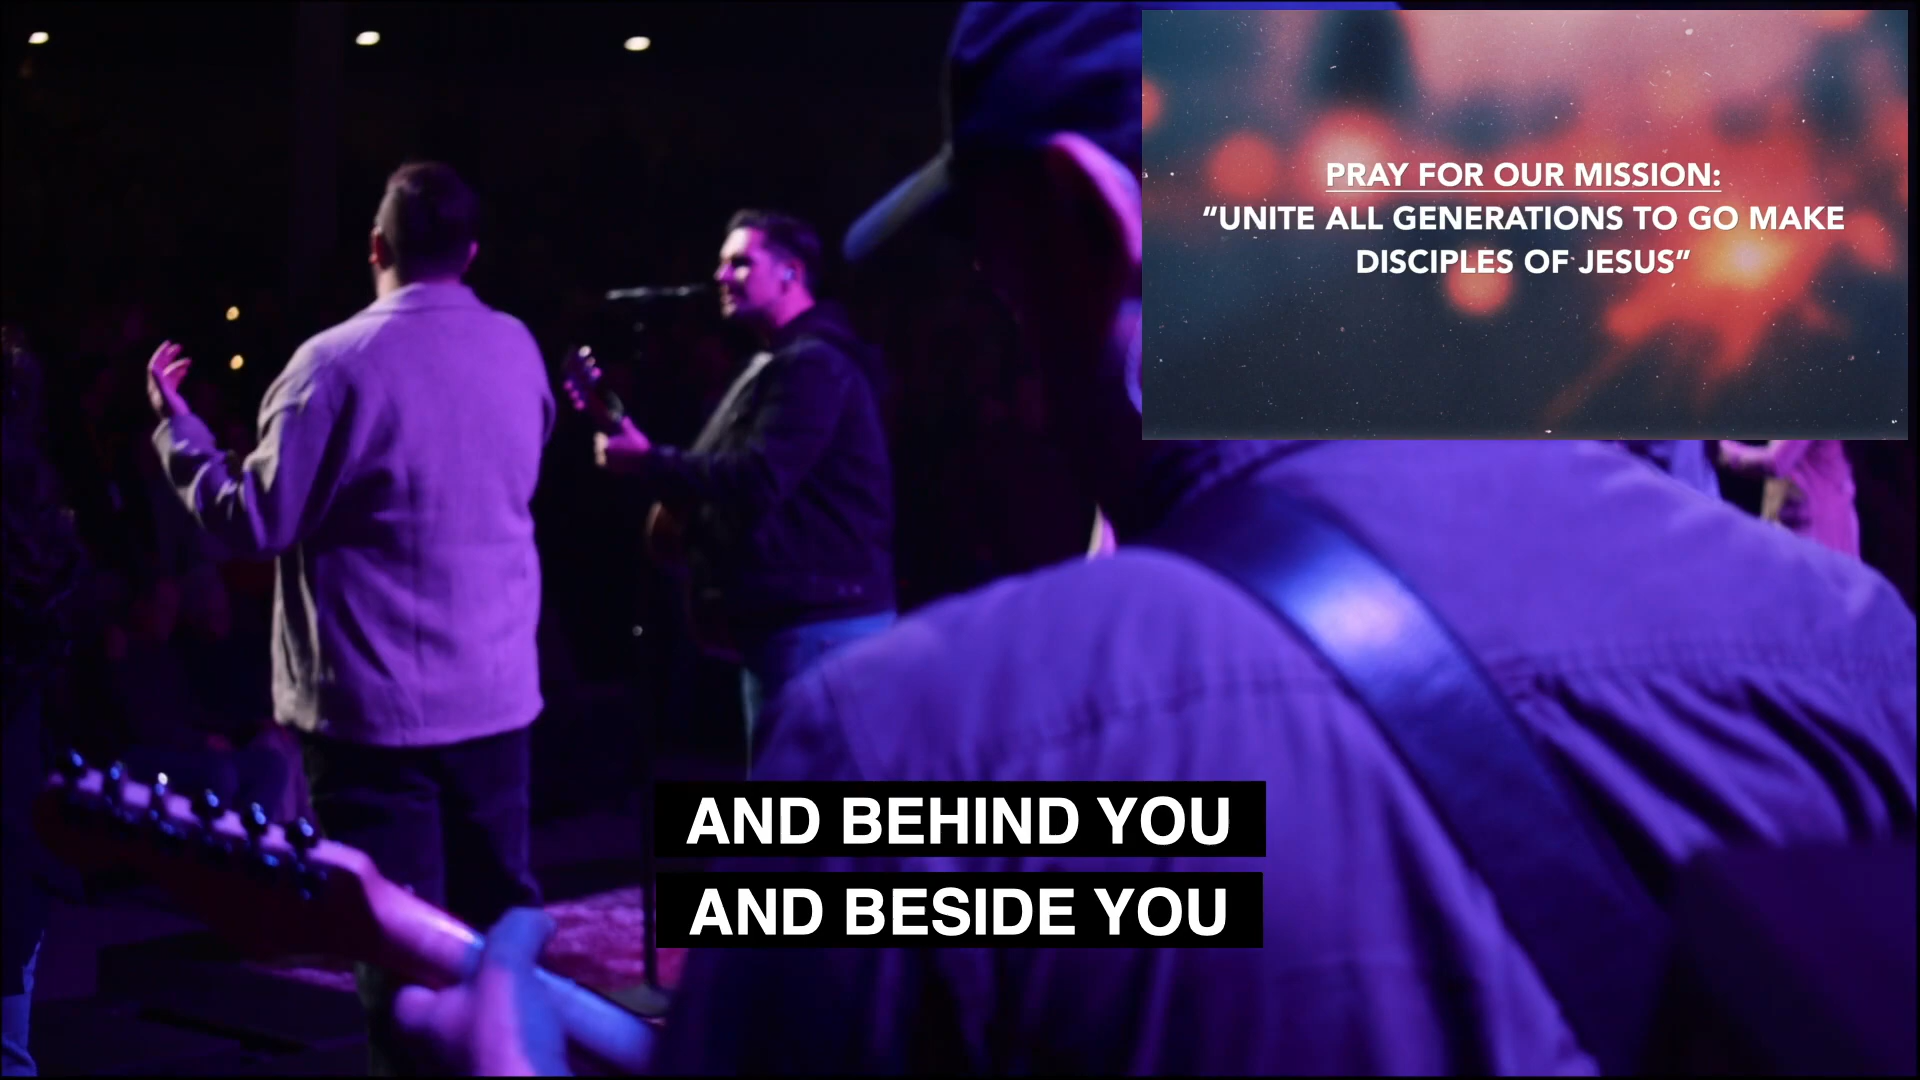 PRAY FOR OUR MISSION:
“UNITE ALL GENERATIONS TO GO MAKE
DISCIPLES OF JESUS”
AND BEHIND YOU
AND BESIDE YOU